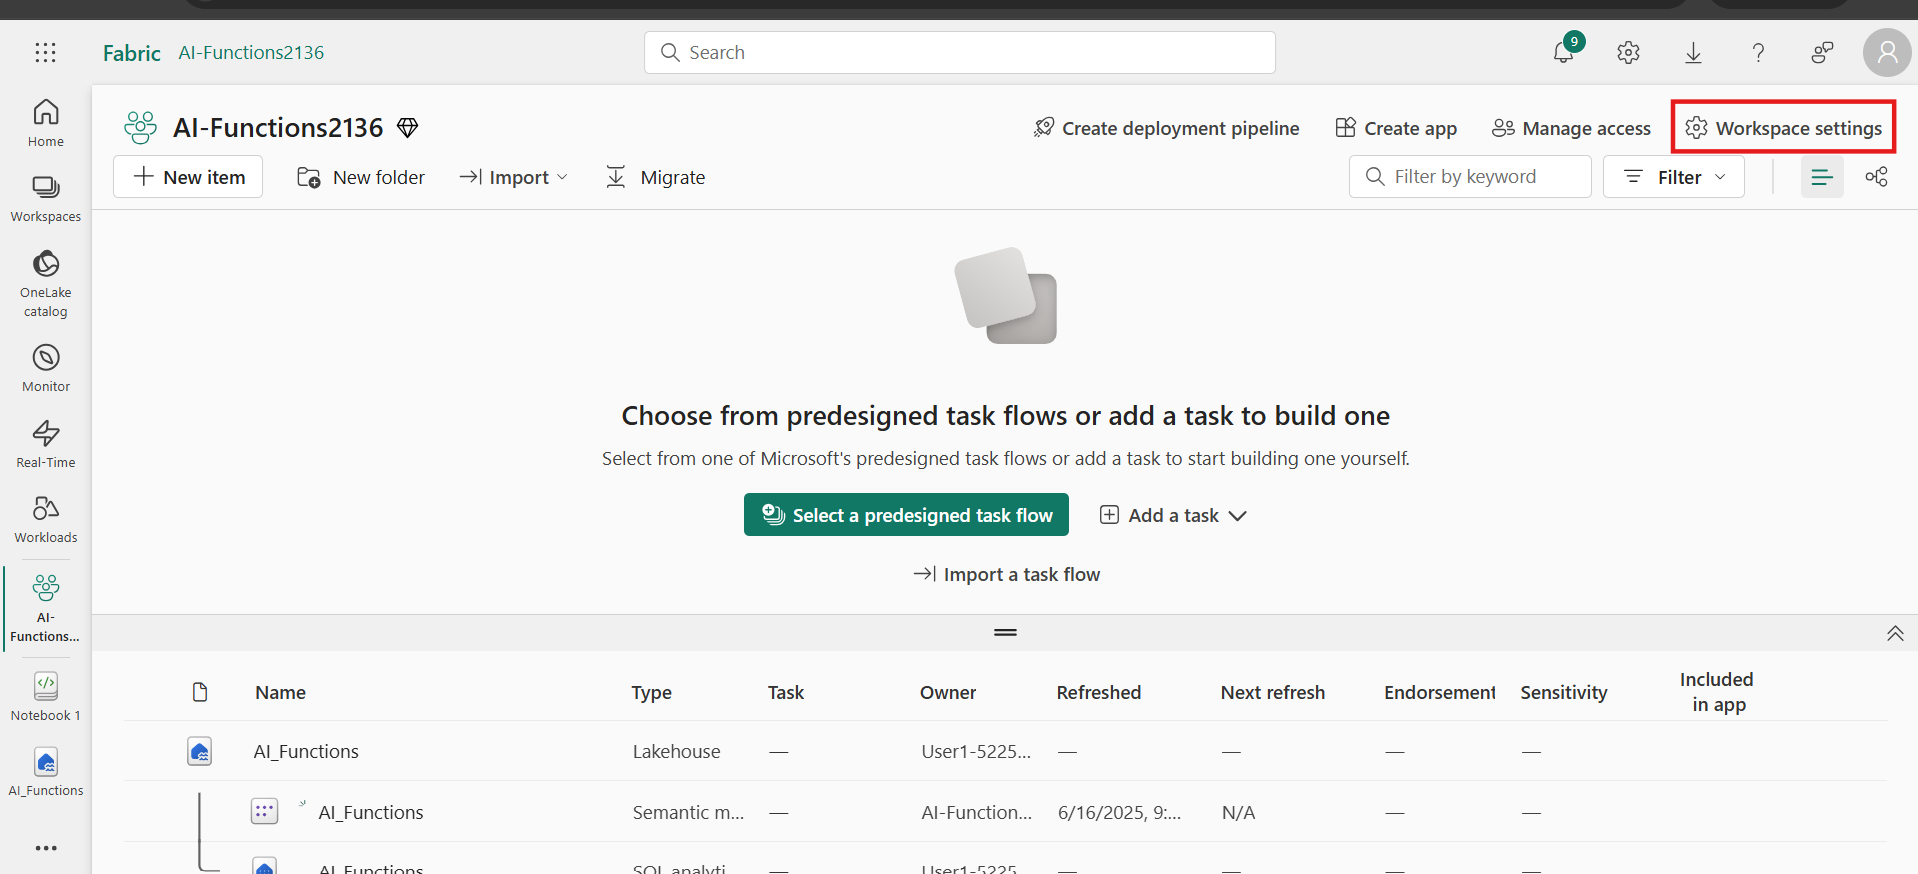 Fabric AI-Functions2136 Search 9
Home
Workspaces
OneLake
catalog
Monitor
Real-Time
Workloads
AI-
Functions...
Notebook 1
AI_Functions
AI-Functions2136 Create deployment pipeline Create app Manage access Workspace settings
New item New folder Import Migrate Filter by keyword Filter
Choose from predesigned task flows or add a task to build one
Select from one of Microsoft's predesigned task flows or add a task to start building one yourself.
Select a predesigned task flow Add a task
Import a task flow
Name Type Task Owner Refreshed Next refresh Endorsement Sensitivity Included
in app
AI_Functions Lakehouse — User1-5225... — — — —
AI_Functions Semantic m... — AI-Function... 6/16/2025, 9:... N/A — —
AI_Functions SQL analyti... — User1-5225... — — — —